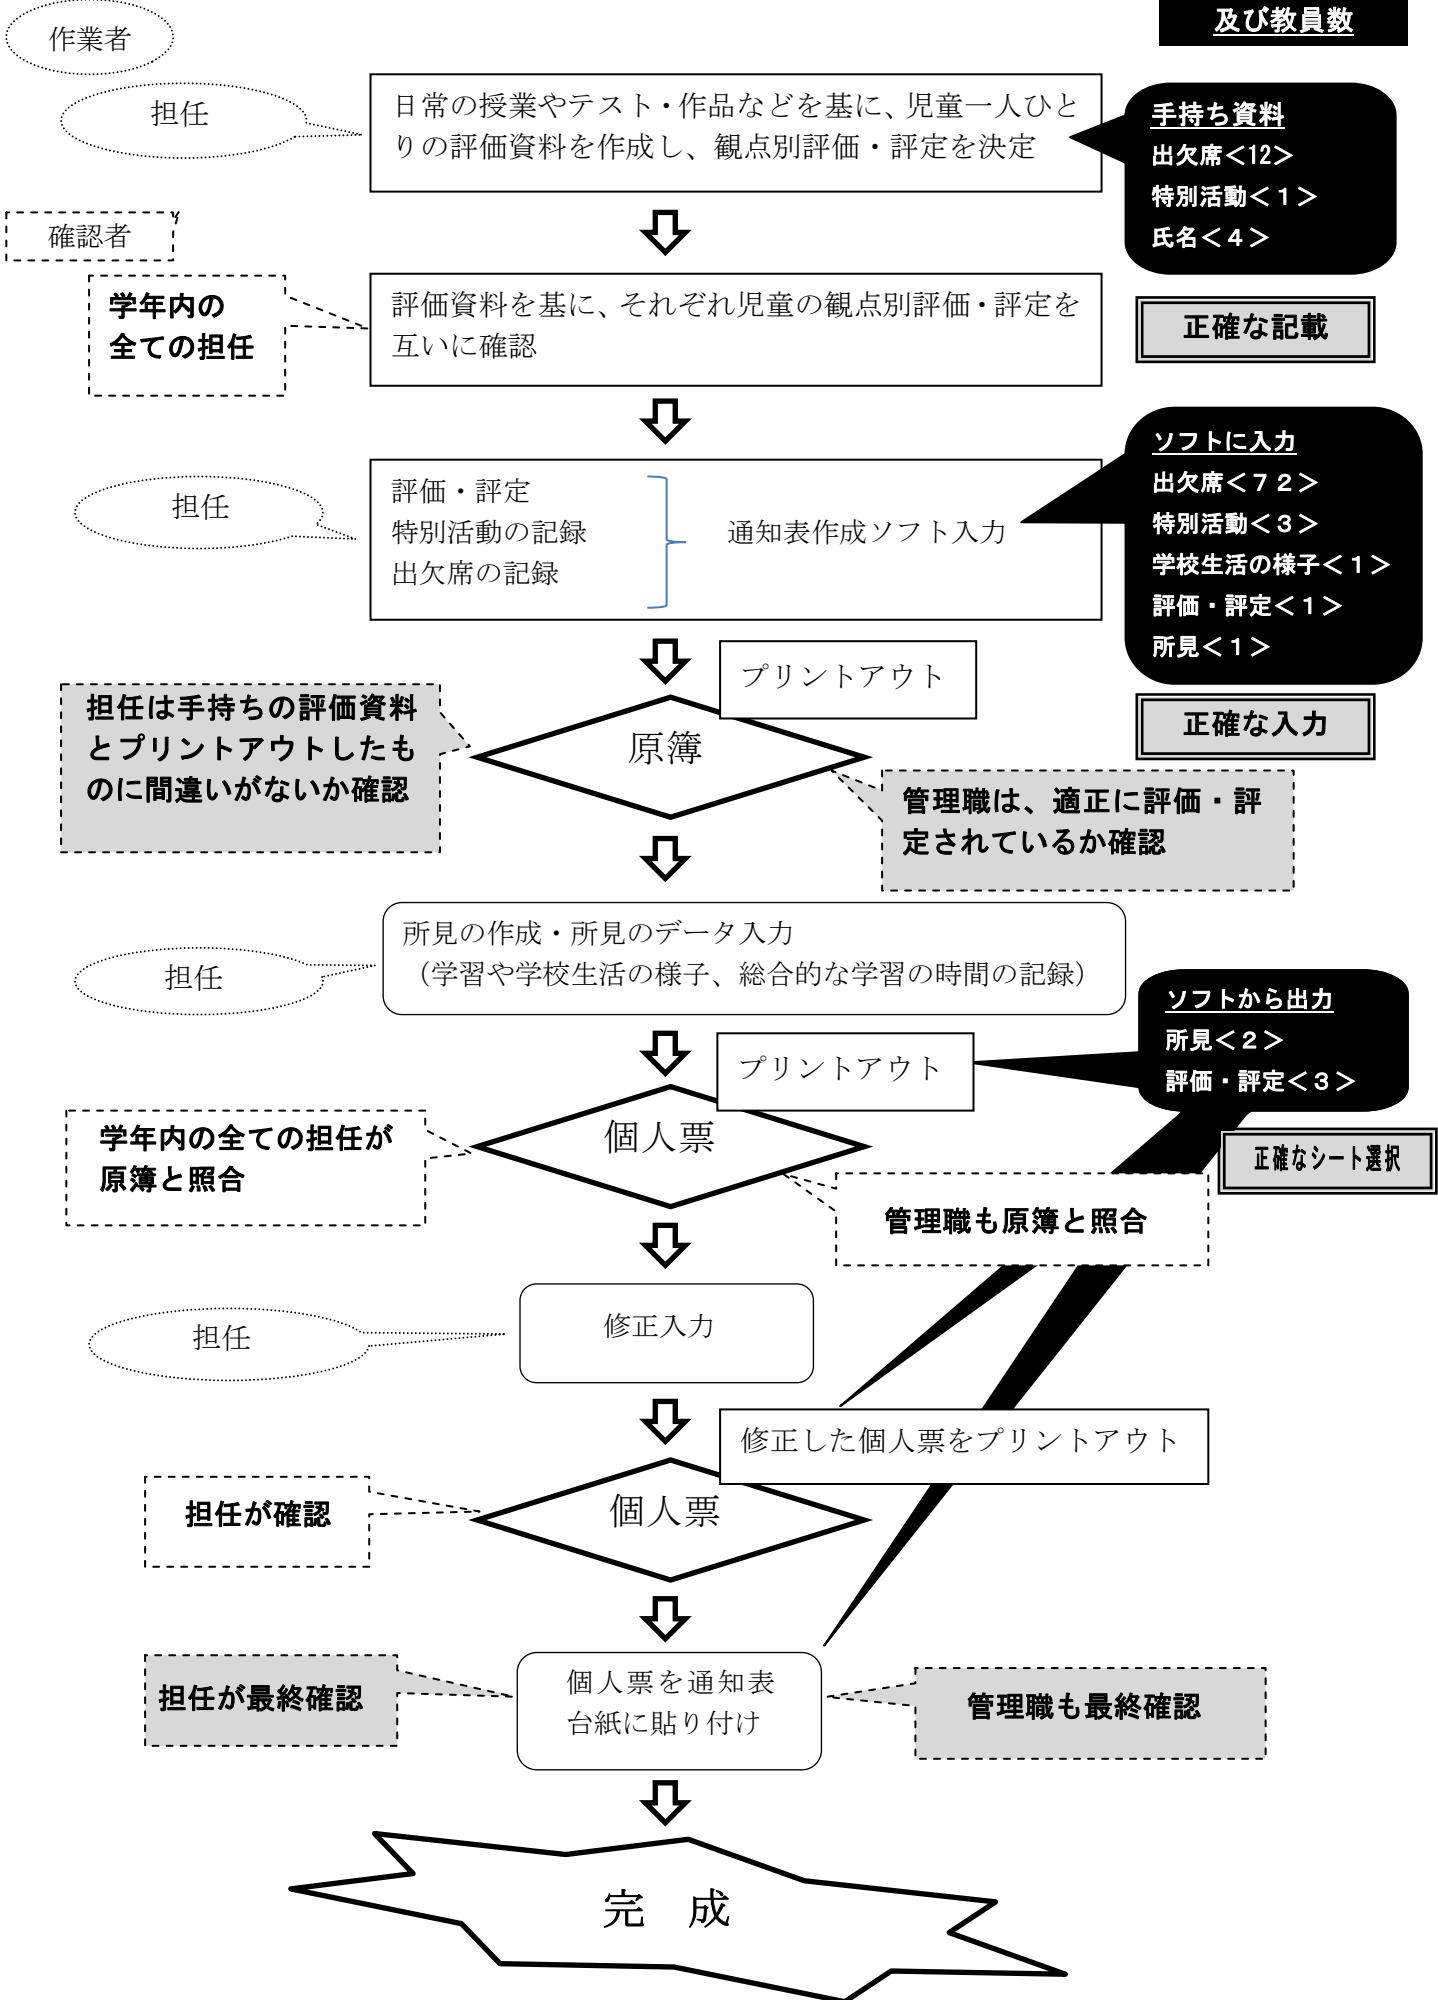 及び教員数
作業者
担任
日常の授業やテスト・作品などを基に、児童一人ひと
りの評価資料を作成し、観点別評価・評定を決定
手持ち資料
出欠席＜12＞
特別活動＜１＞
氏名＜４＞
確認者
学年内の
全ての担任
評価資料を基に、それぞれ児童の観点別評価・評定を
互いに確認
正確な記載
担任
評価・評定
特別活動の記録
出欠席の記録
通知表作成ソフト入力
ソフトに入力
出欠席＜７２＞
特別活動＜３＞
学校生活の様子＜１＞
評価・評定＜１＞
所見＜１＞
プリントアウト
正確な入力
担任は手持ちの評価資料
とプリントアウトしたも
のに間違いがないか確認
原簿
管理職は、適正に評価・評
定されているか確認
担任
所見の作成・所見のデータ入力
（学習や学校生活の様子、総合的な学習の時間の記録）
ソフトから出力
所見＜２＞
評価・評定＜３＞
プリントアウト
学年内の全ての担任が
原簿と照合
個人票
正確なシート選択
管理職も原簿と照合
担任
修正入力
修正した個人票をプリントアウト
担任が確認
個人票
担任が最終確認
個人票を通知表
台紙に貼り付け
管理職も最終確認
完　成